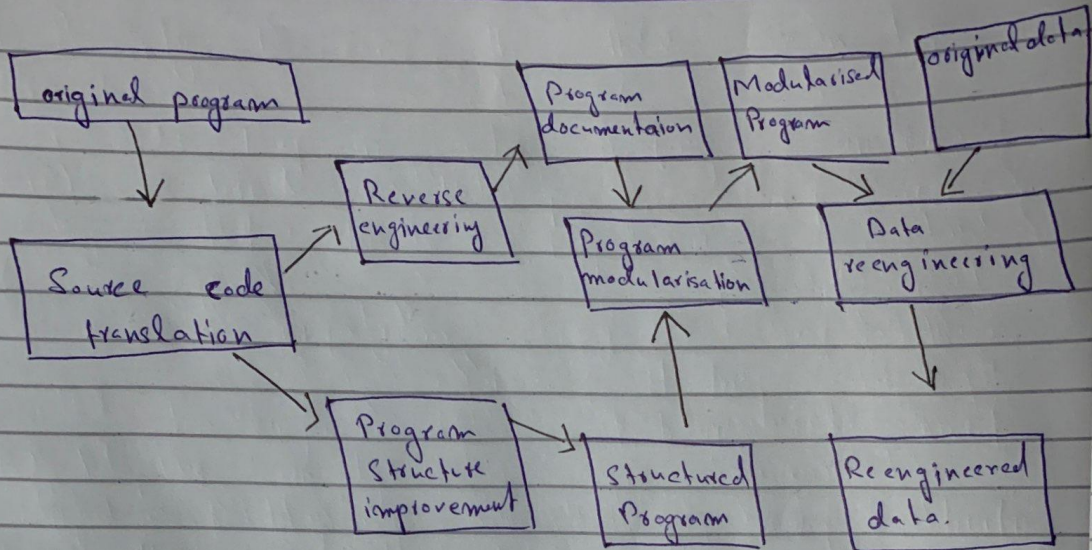 original program
Source code
translation
Reverse
engineering
Program
documentaion
Program
modularisation
Modularised
Program
original data
Data
reengineering
Program
Structure
improvement
Structured
Program
Reengineered
data.